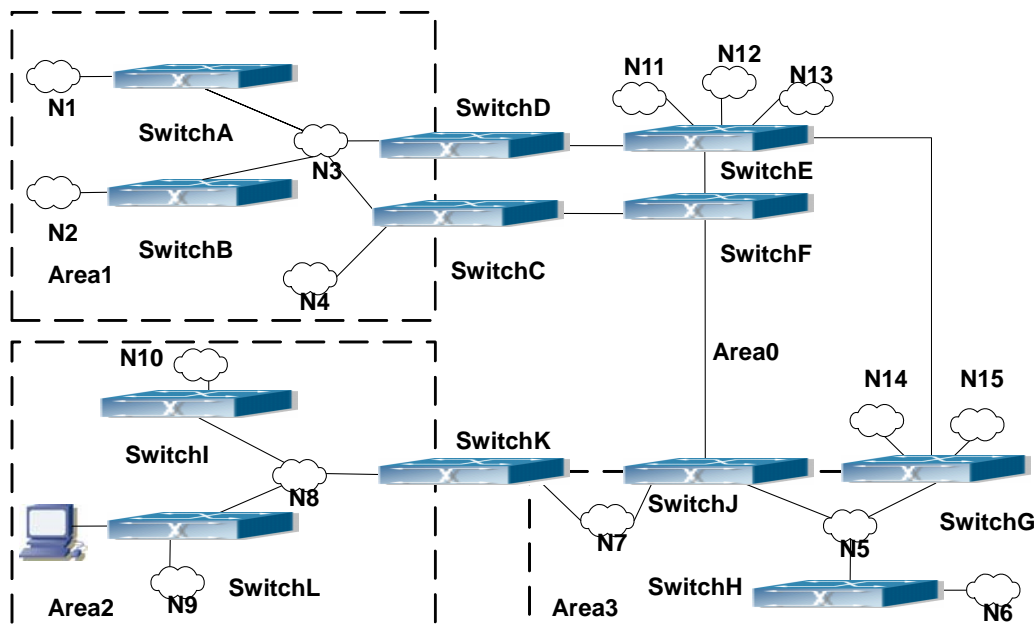 N11
N12
N13
N1
SwitchD
SwitchA
N3
SwitchE
N2
SwitchB
SwitchF
Area1
N4
SwitchC
N10
Area0
N14
N15
SwitchI
SwitchK
N8
SwitchJ
SwitchG
N7
N5
SwitchL
SwitchH
Area2
N9
Area3
N6